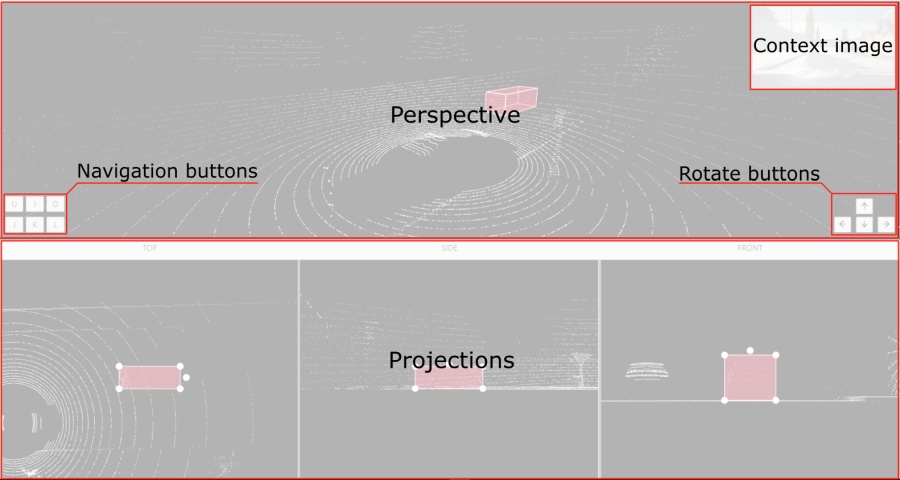 Context image
Perspective
Navigation buttons
Rotate buttons
U I O
J K L
TOP SIDE FRONT
Projections